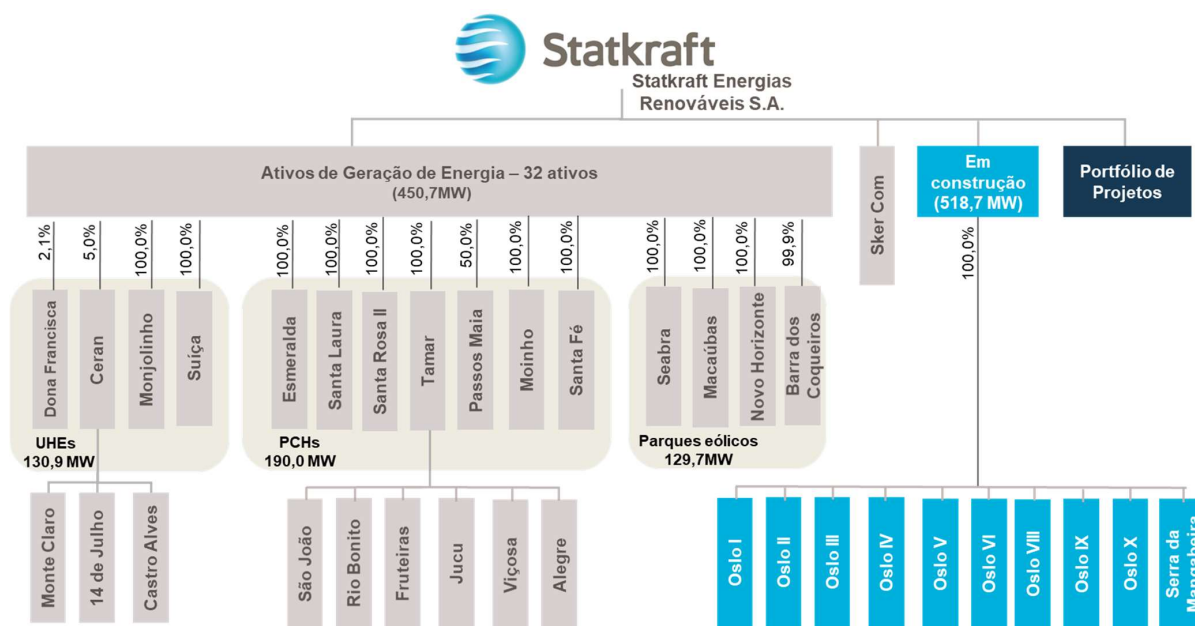 Statkraft
Statkraft Energias
Renováveis S.A.
Ativos de Geração de Energia – 32 ativos
(450,7MW)
Sker Com
Em
construção
(518,7 MW)
Portfólio de
Projetos
2,1%
5,0%
100,0%
100,0%
100,0%
100,0%
100,0%
100,0%
50,0%
100,0%
100,0%
100,0%
100,0%
100,0%
99,9%
100,0%
Dona Francisca
Ceran
Monjolinho
Suíça
UHEs
130,9 MW
Esmeralda
Santa Laura
Santa Rosa II
Tamar
Passos Maia
Moinho
Santa Fé
PCHs
190,0 MW
Seabra
Macaúbas
Novo Horizonte
Barra dos
Coqueiros
Parques eólicos
129,7MW
Monte Claro
14 de Julho
Castro Alves
São João
Rio Bonito
Fruteiras
Jucu
Viçosa
Alegre
Oslo I
Oslo II
Oslo III
Oslo IV
Oslo V
Oslo VI
Oslo VIII
Oslo IX
Oslo X
Serra da
Mangabeira